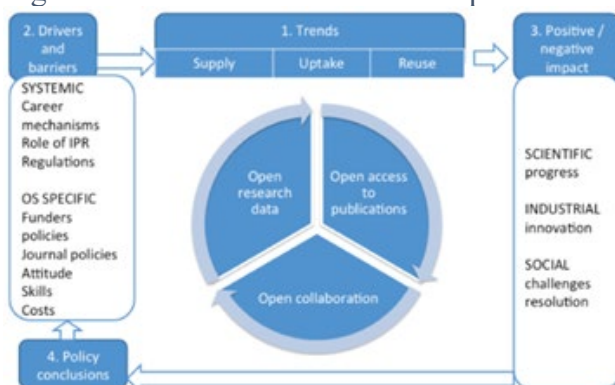 2. Drivers
and
barriers
1. Trends
Supply
Uptake
Reuse
3. Positive /
negative
impact
SYSTEMIC
Career
mechanisms
Role of IPR
Regulations
OS SPECIFIC
Funders
policies
Journal policies
Attitude
Skills
Costs
Open
research
data
Open access
to
publications
Open collaboration
SCIENTIFIC
progress
INDUSTRIAL
innovation
SOCIAL
challenges
resolution
4. Policy
conclusions